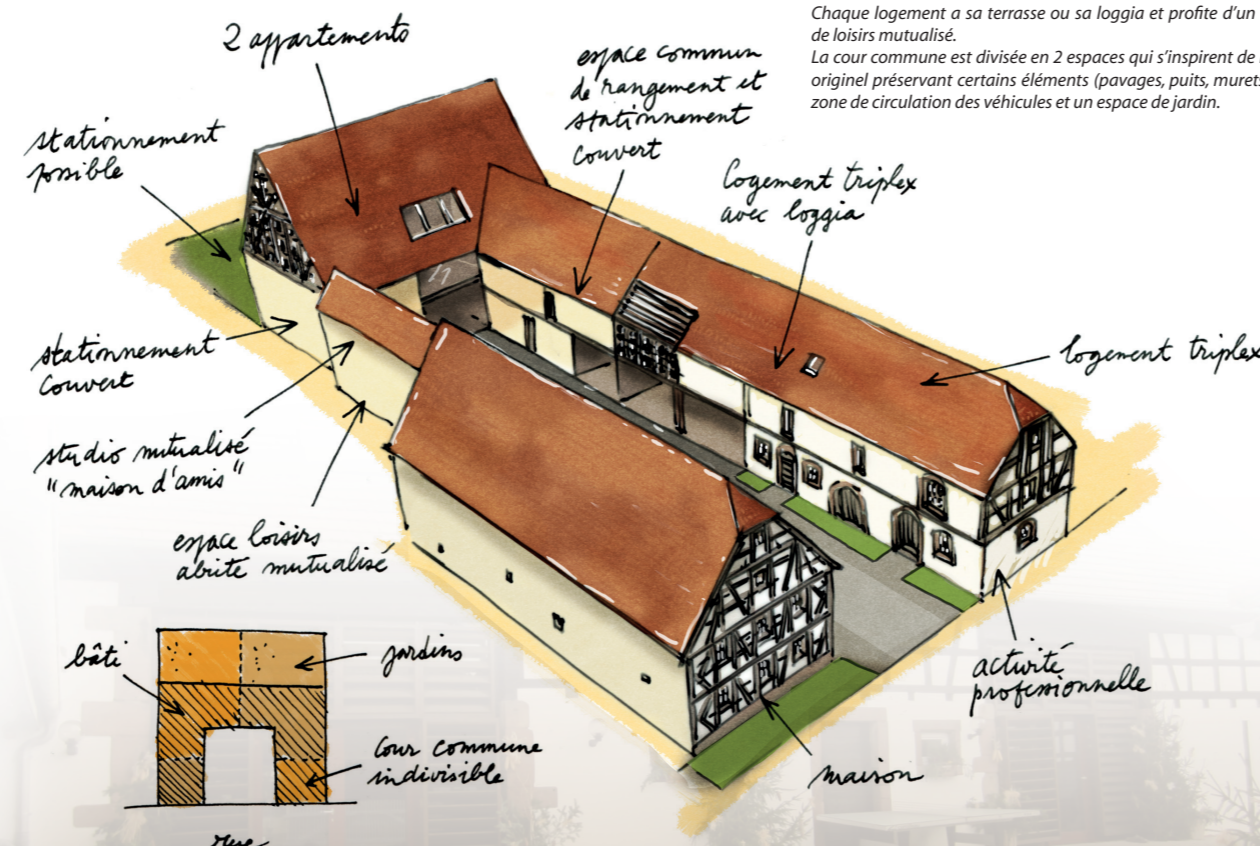 Chaque logement a sa terrasse ou sa loggia et profite d'un
de loisirs mutualisé.
La cour commune est divisée en 2 espaces qui s'inspirent de
originel préservant certains éléments (pavages, puits, murets
zone de circulation des véhicules et un espace de jardin.
2 appartements
espace commun
de rangement et
stationnement
couvert
stationnement
possible
logement triplex
avec loggia
logement triplex
stationnement
couvert
studio mutualisé
"maison d'amis"
espace loisirs
abrité mutualisé
bâti
jardins
cour commune
indivisible
rue
activité
professionnelle
maison